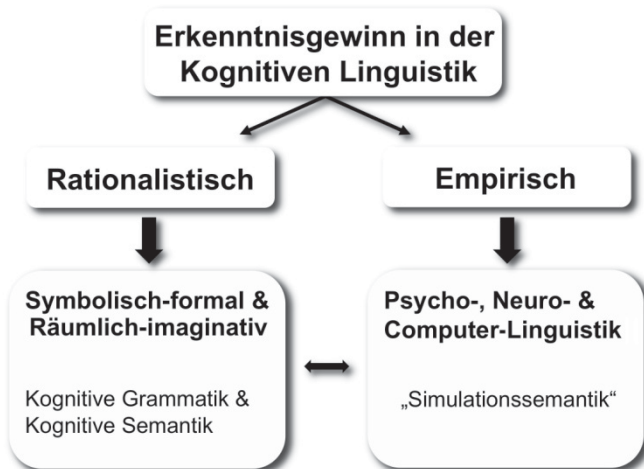 Erkenntnisgewinn in der
Kognitiven Linguistik
Rationalistisch
Empirisch
Symbolisch-formal &
Räumlich-imaginativ
Kognitive Grammatik &
Kognitive Semantik
Psycho-, Neuro- &
Computer-Linguistik
„Simulationssemantik“